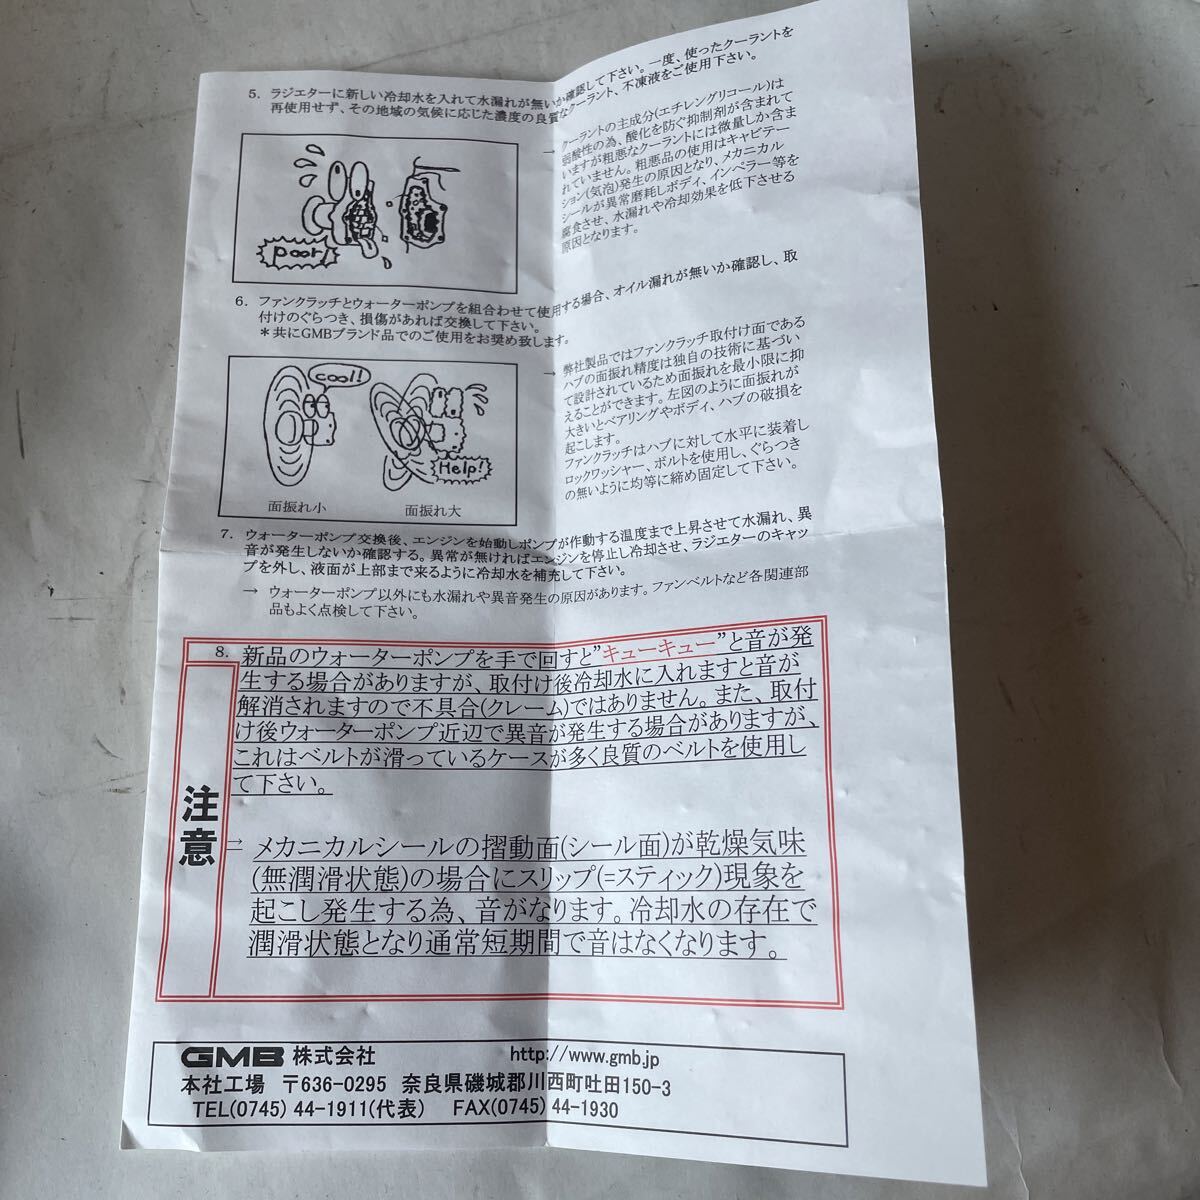 5. ラジエターに新しい冷却水を入れて水漏れが無いか確認して下さい。一度、使ったクーラントを
再使用せず、その地域の気候に応じた濃度の良質なクーラント、不凍液をご使用下さい。
poor
→ クーラントの主成分(エチレングリコール)は
弱酸性の為、酸化を防ぐ抑制剤が含まれて
いますが粗悪なクーラントには微量しか含ま
れていません。粗悪品の使用はキャビテー
ション(気泡)発生の原因となり、メカニカル
シールが異常磨耗しボディ、インペラー等を
腐食させ、水漏れや冷却効果を低下させる
原因となります。
6. ファンクラッチとウォーターポンプを組合わせて使用する場合、オイル漏れが無いか確認し、取
付けのぐらつき、損傷があれば交換して下さい。
＊共にGMBブランド品でのご使用をお奨め致します。
cool!
Help!
面振れ小 面振れ大
→ 弊社製品ではファンクラッチ取付け面である
ハブの面振れ精度は独自の技術に基づい
て設計されているため面振れを最小限に抑
えることができます。左図のように面振れが
大きいとベアリングやボディ、ハブの破損を
起こします。
ファンクラッチはハブに対して水平に装着し
ロックワッシャー、ボルトを使用し、ぐらつき
の無いように均等に締め固定して下さい。
7. ウォーターポンプ交換後、エンジンを始動しポンプが作動する温度まで上昇させて水漏れ、異
音が発生しないか確認する。異常が無ければエンジンを停止し冷却させ、ラジエターのキャッ
プを外し、液面が上部まで来るように冷却水を補充して下さい。
→ ウォーターポンプ以外にも水漏れや異音発生の原因があります。ファンベルトなど各関連部
品もよく点検して下さい。
注意
8. 新品のウォーターポンプを手で回すと”キューキュー”と音が発
生する場合がありますが、取付け後冷却水に入れますと音が
解消されますので不具合(クレーム)ではありません。また、取付
け後ウォーターポンプ近辺で異音が発生する場合がありますが、
これはベルトが滑っているケースが多く良質のベルトを使用し
て下さい。
→ メカニカルシールの摺動面(シール面)が乾燥気味
(無潤滑状態)の場合にスリップ(=スティック)現象を
起こし発生する為、音がなります。冷却水の存在で
潤滑状態となり通常短期間で音はなくなります。
GMB 株式会社 http://www.gmb.jp
本社工場 〒636-0295 奈良県磯城郡川西町吐田150-3
TEL(0745) 44-1911(代表) FAX(0745) 44-1930